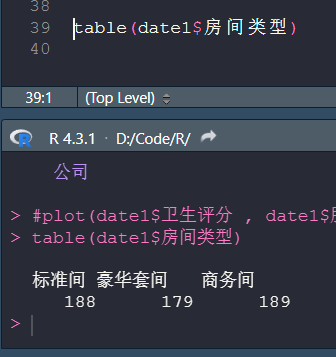 38
39 table(date1$房间类型)
40
39:1 (Top Level)
R 4.3.1 · D:/Code/R/
公司
> #plot(date1$卫生评分 , date1$
> table(date1$房间类型)
标准间 豪华套间 商务间
188 179 189
>